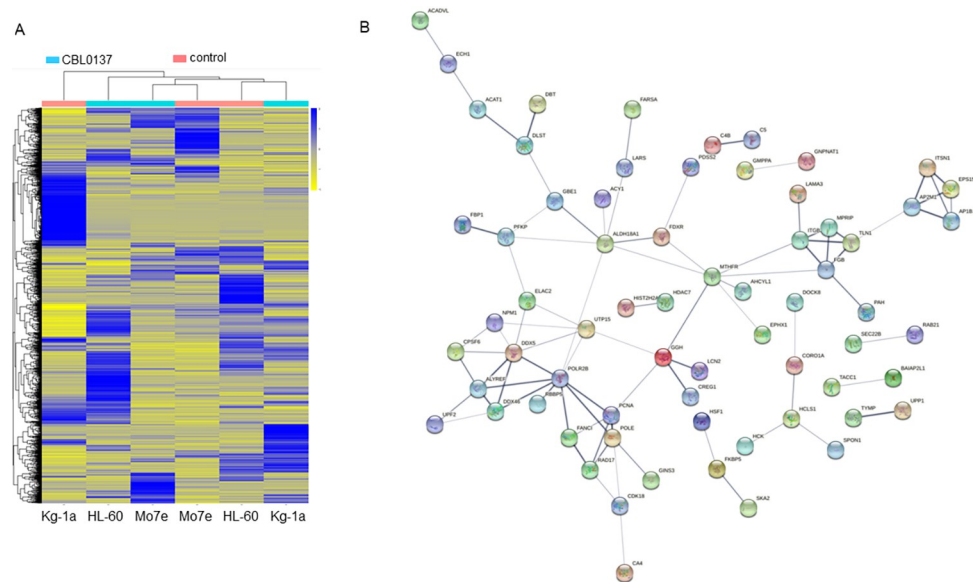 A
CBL0137 control
Kg-1a HL-60 Mo7e Mo7e HL-60 Kg-1a
B
ACADVL
ECH1
ACAT1
DBT
DLST
FARSA
LARS
C4B
C5
PDSS2
GMPPA
GNPNAT1
ITSN1
EPS15
AP2M1
AP1B
LAMA3
MPRIP
ITGB
TLN1
FGB
GBE1
ACY1
FBP1
PFKP
ALDH18A1
FDXR
MTHFR
AHCYL1
PAH
ELAC2
HIST2H2A
HDAC7
DOCK8
EPHX1
SEC22B
RAB21
NPM1
UTP15
CPSF6
DDX5
GGH
LCN2
CORO1A
TACC1
BAIAP2L1
ALYREF
POLR2B
CREG1
DDX46
RBBP5
UPF2
PCNA
HSF1
HCLS1
TYMP
UPP1
FANCI
POLE
HCK
SPON1
RAD17
GINS3
FKBP5
CDK18
SKA2
CA4